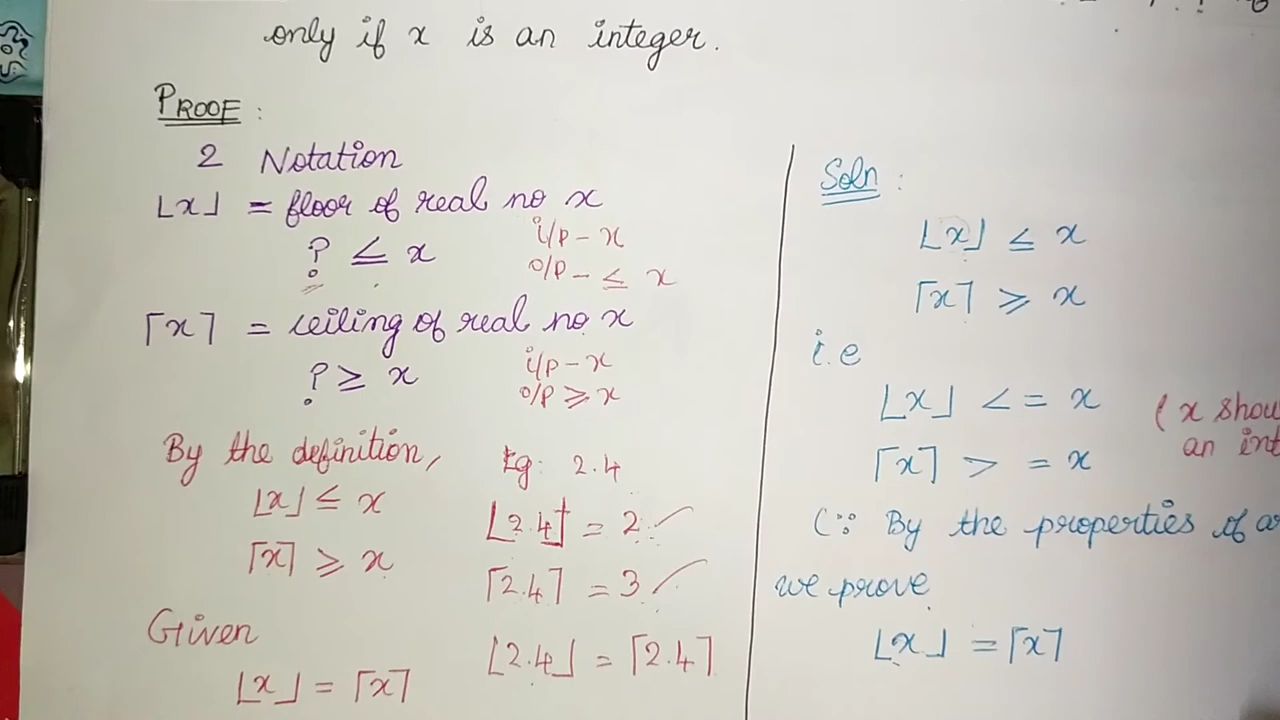 only if x is an integer.
PROOF :
2 Notation
⌊x⌋ = floor of real no x
? ≤ x
i/p - x
o/p - ≤ x
⌈x⌉ = ceiling of real no x
? ≥ x
i/p - x
o/p ≥ x
By the definition,
⌊x⌋ ≤ x
⌈x⌉ ≥ x
Eg: 2.4
⌊2.4⌋ = 2 ✓
⌈2.4⌉ = 3 ✓
Given
⌊x⌋ = ⌈x⌉
⌊2.4⌋ = ⌈2.4⌉
Soln :
⌊x⌋ ≤ x
⌈x⌉ ≥ x
i.e
⌊x⌋ < = x
⌈x⌉ > = x
( x
an
(∵ By the properties of
we prove
⌊x⌋ = ⌈x⌉